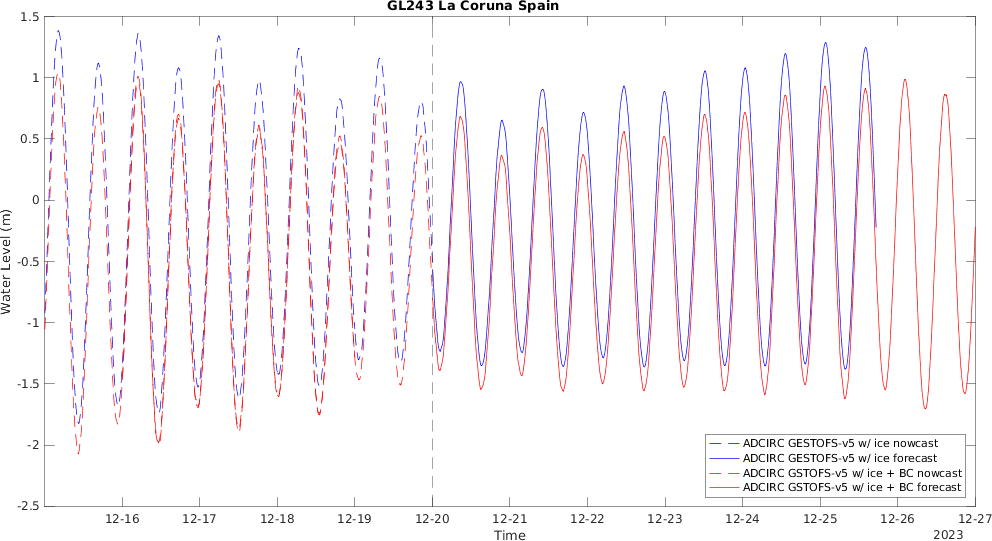 GL243 La Coruna Spain
1.5
1
0.5
0
-0.5
-1
-1.5
-2
-2.5
Water Level (m)
ADCIRC GESTOFS-v5 w/ ice nowcast
ADCIRC GESTOFS-v5 w/ ice forecast
ADCIRC GSTOFS-v5 w/ ice + BC nowcast
ADCIRC GSTOFS-v5 w/ ice + BC forecast
12-16 12-17 12-18 12-19 12-20 12-21 12-22 12-23 12-24 12-25 12-26 12-27
Time
2023